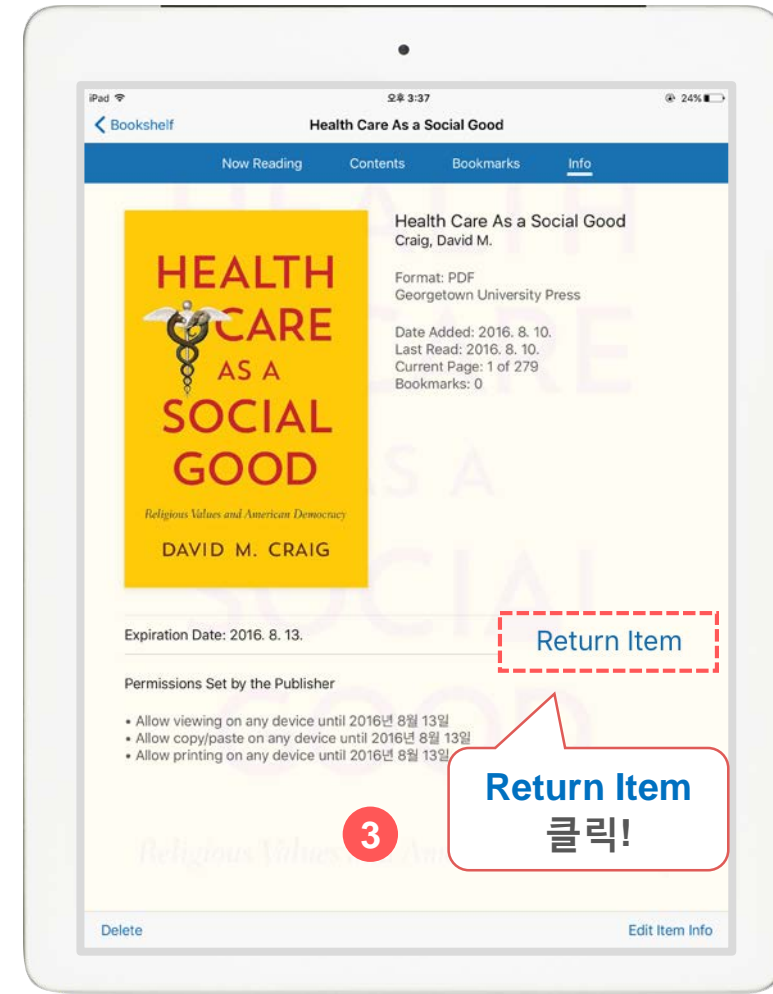 iPad 오후 3:37 24%
Bookshelf Health Care As a Social Good
Now Reading Contents Bookmarks Info
HEALTH
CARE
AS A
SOCIAL
GOOD
Religious Values and American Democracy
DAVID M. CRAIG
Health Care As a Social Good
Craig, David M.
Format: PDF
Georgetown University Press
Date Added: 2016. 8. 10.
Last Read: 2016. 8. 10.
Current Page: 1 of 279
Bookmarks: 0
Expiration Date: 2016. 8. 13.
Return Item
Permissions Set by the Publisher
• Allow viewing on any device until 2016년 8월 13일
• Allow copy/paste on any device until 2016년 8월 13일
• Allow printing on any device until 2016년 8월 13일
Return Item
클릭!
3
Delete Edit Item Info